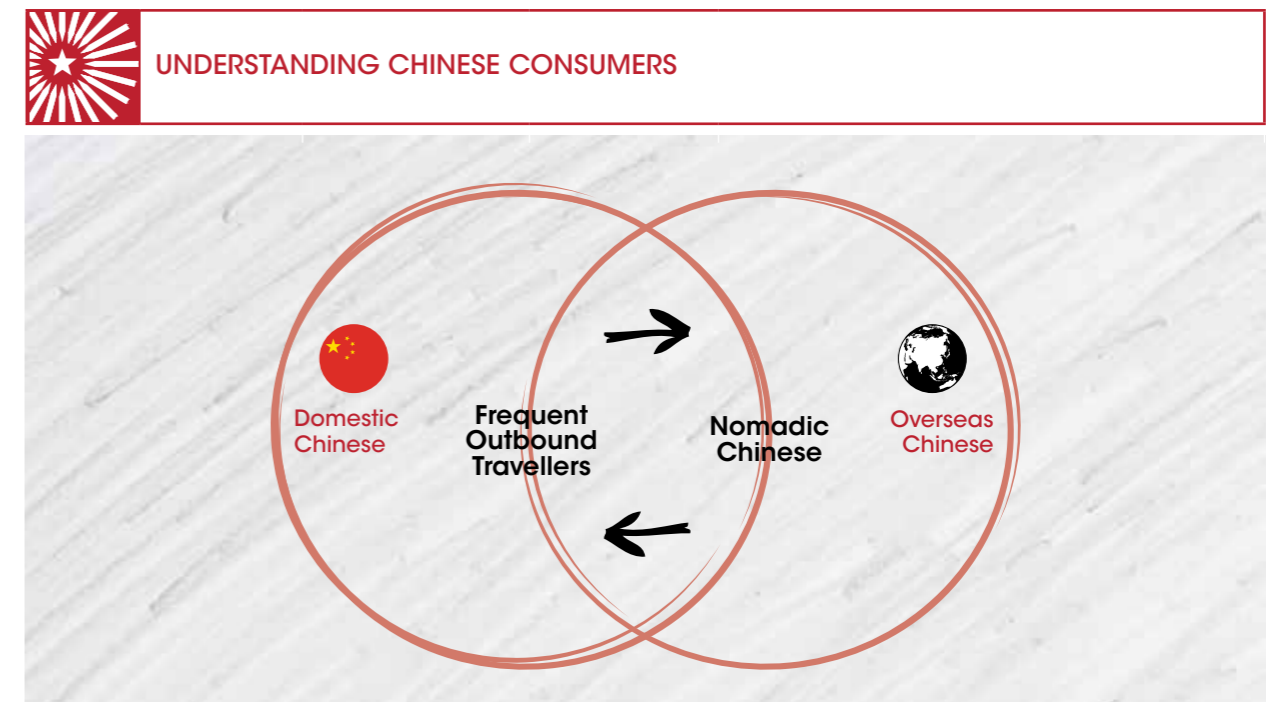 UNDERSTANDING CHINESE CONSUMERS
Domestic
Chinese
Frequent
Outbound
Travellers
Nomadic
Chinese
Overseas
Chinese